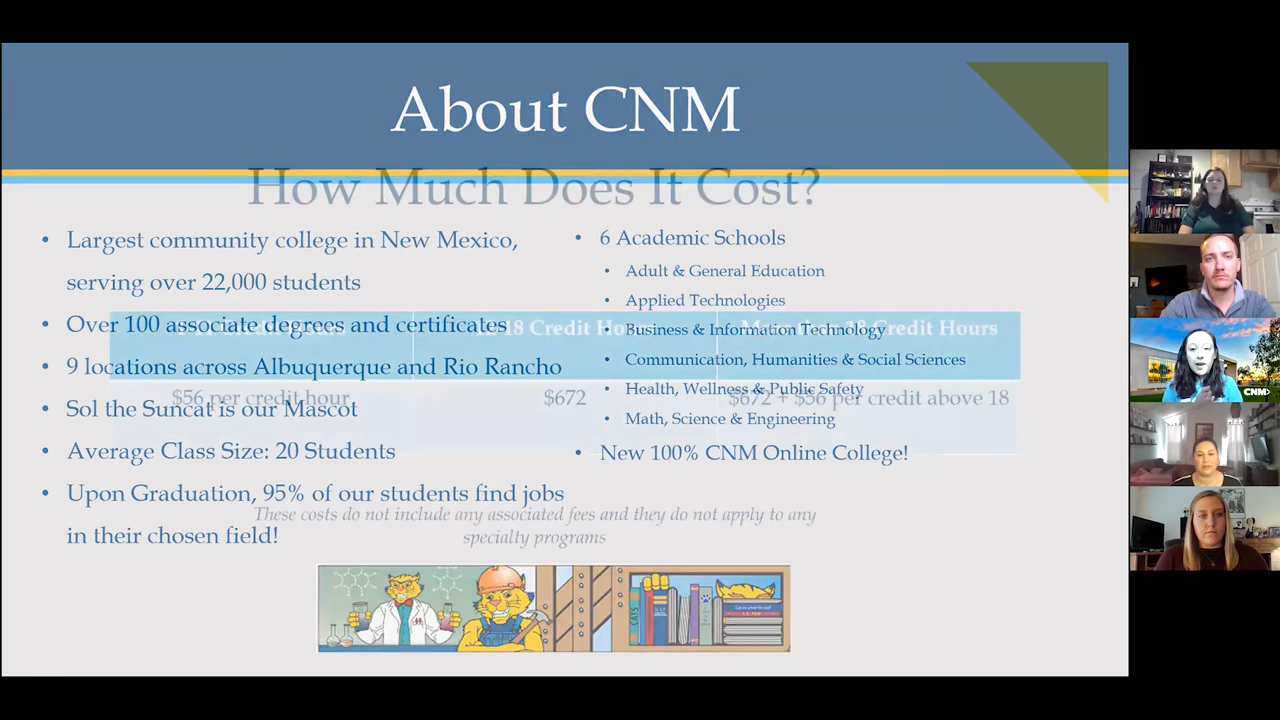 About CNM
How Much Does It Cost?
• Largest community college in New Mexico,
serving over 22,000 students
• Over 100 associate degrees and certificates
• 9 locations across Albuquerque and Rio Rancho
• Sol the Suncat is our Mascot
• Average Class Size: 20 Students
• Upon Graduation, 95% of our students find jobs
in their chosen field!
• 6 Academic Schools
• Adult & General Education
• Applied Technologies
• Business & Information Technology
• Communication, Humanities & Social Sciences
• Health, Wellness & Public Safety
• Math, Science & Engineering
• New 100% CNM Online College!
18 Credit Hours
18 Credit Hours
$56 per credit hour
$672
$672 + $56 per credit above 18
These costs do not include any associated fees and they do not apply to any
specialty programs
CATS
CNM